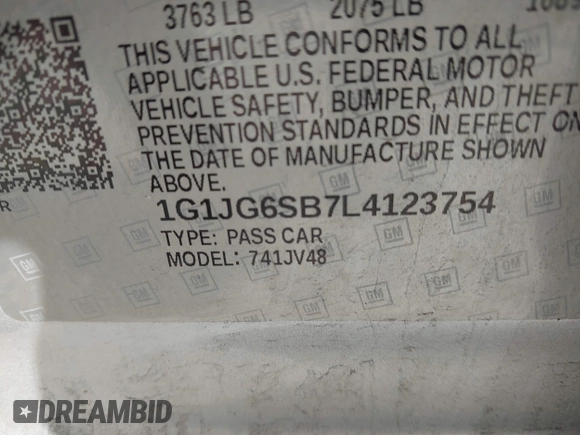 3763 LB 2075 LB
THIS VEHICLE CONFORMS TO ALL
APPLICABLE U.S. FEDERAL MOTOR
VEHICLE SAFETY, BUMPER, AND THEFT
PREVENTION STANDARDS IN EFFECT ON
THE DATE OF MANUFACTURE SHOWN
ABOVE.
R
1G1JG6SB7L4123754
TYPE: PASS CAR
MODEL: 741JV48
GM
DREAMBID